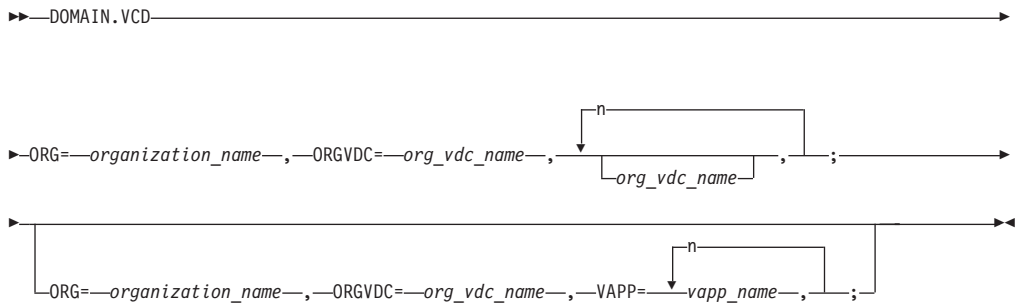 DOMAIN.VCD
n
ORG= organization_name , ORGVDC= org_vdc_name , , ;
org_vdc_name
n
ORG= organization_name , ORGVDC= org_vdc_name , VAPP= vapp_name , ;